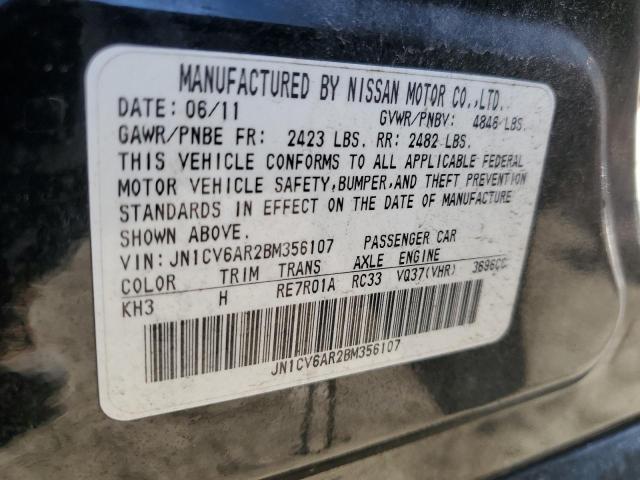 MANUFACTURED BY NISSAN MOTOR CO.,LTD.
DATE: 06/11 GVWR/PNBV: 4846 LBS.
GAWR/PNBE FR: 2423 LBS. RR: 2482 LBS.
THIS VEHICLE CONFORMS TO ALL APPLICABLE FEDERAL
MOTOR VEHICLE SAFETY,BUMPER,AND THEFT PREVENTION
STANDARDS IN EFFECT ON THE DATE OF MANUFACTURE
SHOWN ABOVE.
VIN: JN1CV6AR2BM356107 PASSENGER CAR
COLOR TRIM TRANS AXLE ENGINE
KH3 H RE7R01A RC33 VQ37(VHR) 3696CC
JN1CV6AR2BM356107